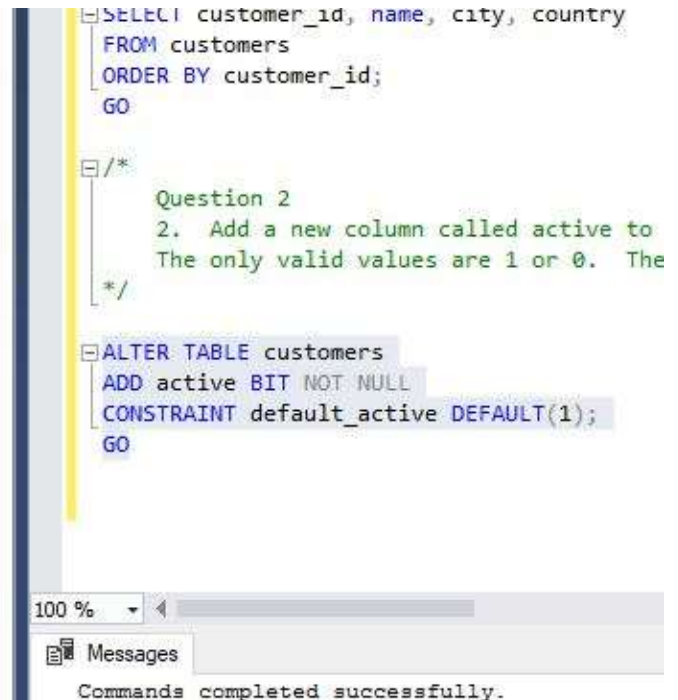 SELECT customer_id, name, city, country
FROM customers
ORDER BY customer_id;
GO
/*
Question 2
2.  Add a new column called active to
The only valid values are 1 or 0.  The
*/
ALTER TABLE customers
ADD active BIT NOT NULL
CONSTRAINT default_active DEFAULT(1);
GO
100 %
Messages
Commands completed successfully.